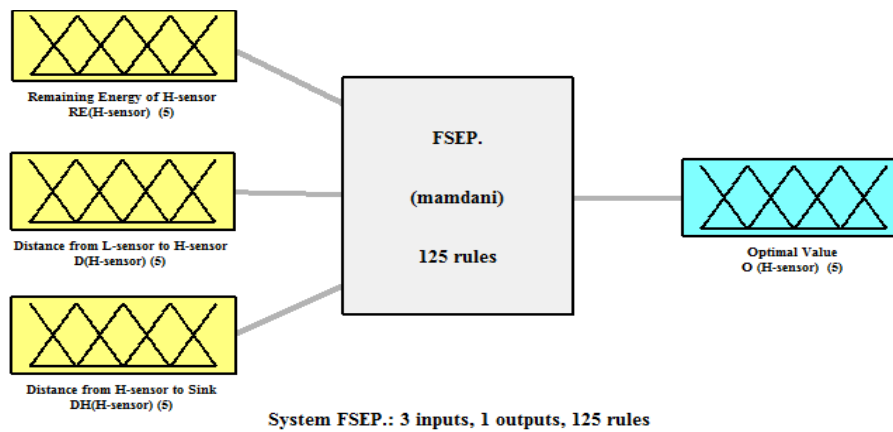 Remaining Energy of H-sensor
RE(H-sensor) (5)
Distance from L-sensor to H-sensor
D(H-sensor) (5)
Distance from H-sensor to Sink
DH(H-sensor) (5)
FSEP.
(mamdani)
125 rules
Optimal Value
O (H-sensor) (5)
System FSEP.: 3 inputs, 1 outputs, 125 rules